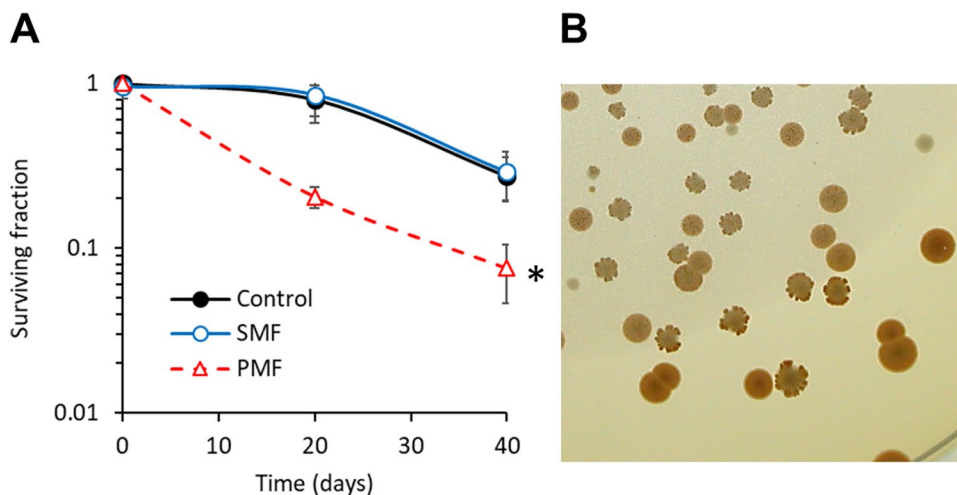 A
B
1
0.1
0.01
Surviving fraction
Control
SMF
PMF
*
0
10
20
30
40
Time (days)